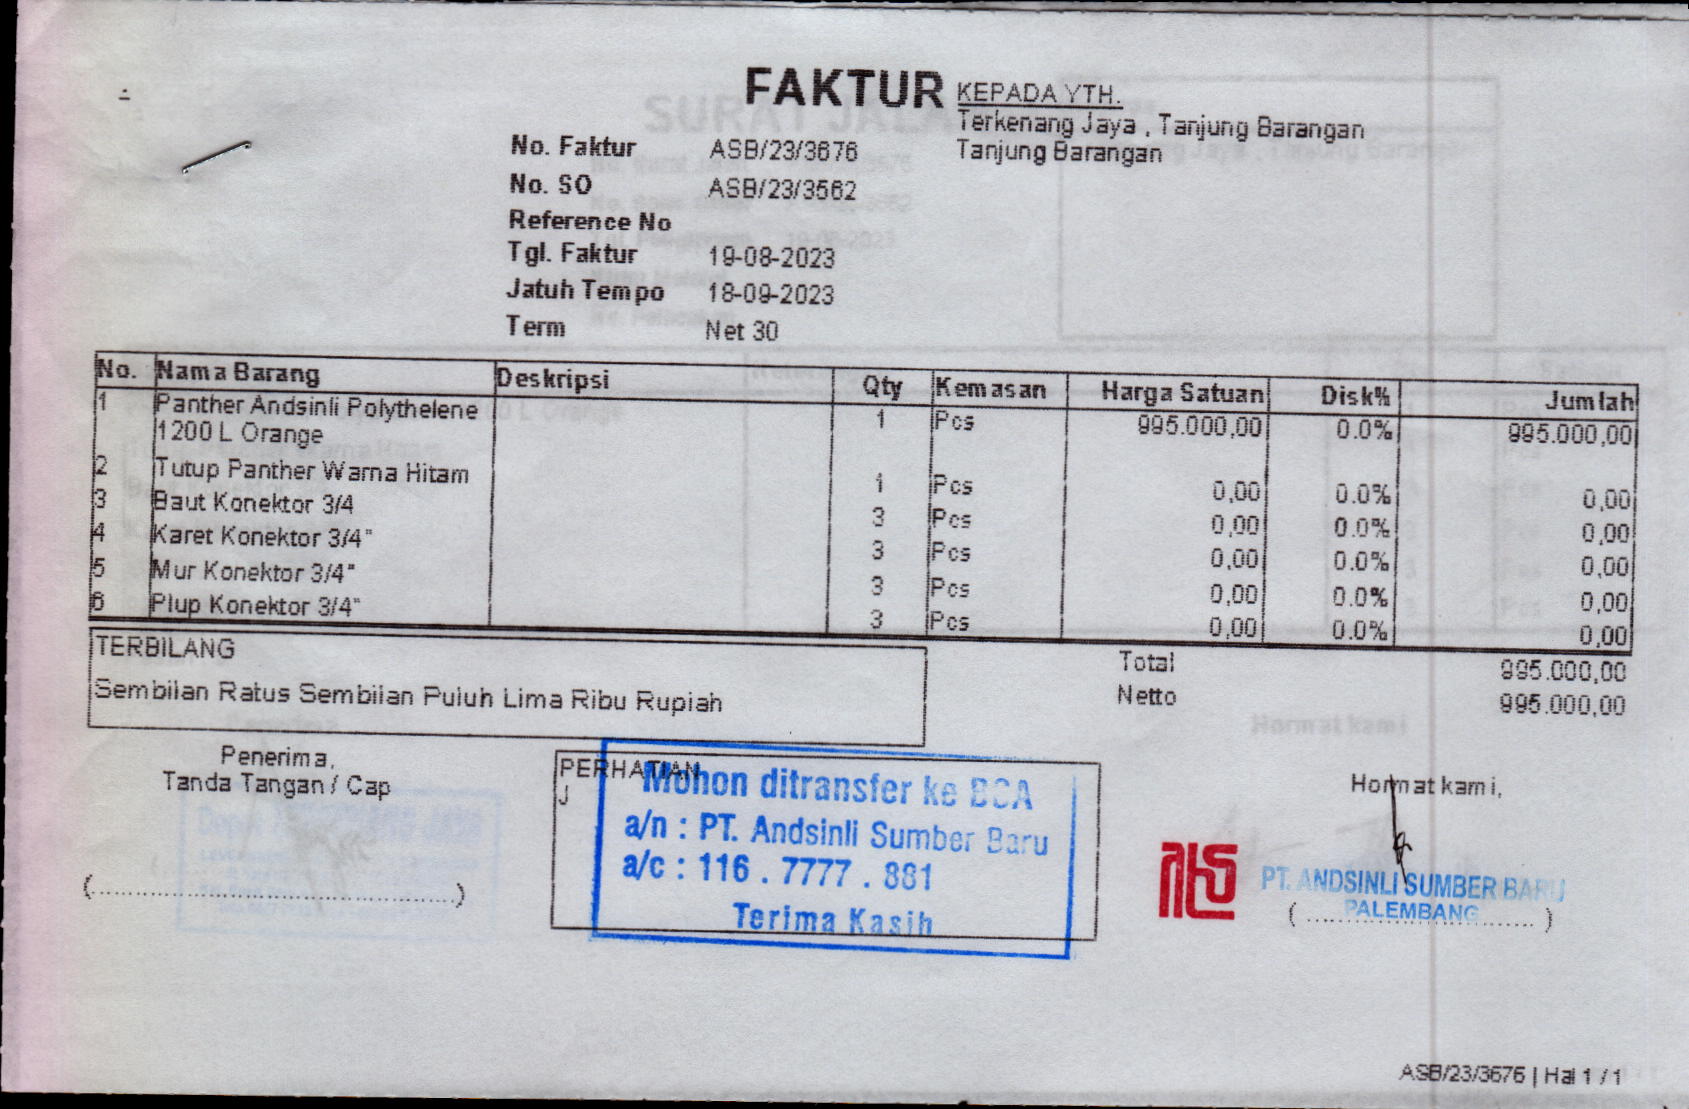 FAKTUR
KEPADA YTH.
Terkenang Jaya , Tanjung Barangan
Tanjung Barangan
No. Faktur ASB/23/3676
No. SO ASB/23/3562
Reference No
Tgl. Faktur 19-08-2023
Jatuh Tempo 18-09-2023
Term Net 30
No. Nama Barang Deskripsi Qty Kemasan Harga Satuan Disk% Jumlah
1 Panther Andsinli Polythelene 1 Pcs 995.000,00 0.0% 995.000,00
1200 L Orange
2 Tutup Panther Warna Hitam 1 Pcs 0,00 0.0% 0,00
3 Baut Konektor 3/4 3 Pcs 0,00 0.0% 0,00
4 Karet Konektor 3/4" 3 Pcs 0,00 0.0% 0,00
5 Mur Konektor 3/4" 3 Pcs 0,00 0.0% 0,00
6 Plup Konektor 3/4" 3 Pcs 0,00 0.0% 0,00
TERBILANG
Sembilan Ratus Sembilan Puluh Lima Ribu Rupiah
Total 995.000,00
Netto 995.000,00
Penerima,
Tanda Tangan / Cap
(................................................)
PERHATIAN
J
Mohon ditransfer ke BCA
a/n : PT. Andsinli Sumber Baru
a/c : 116 . 7777 . 881
Terima Kasih
Hormat kami,
PT. ANDSINLI SUMBER BARU
PALEMBANG
(..............................)
ASB/23/3676 | Hal 1 / 1